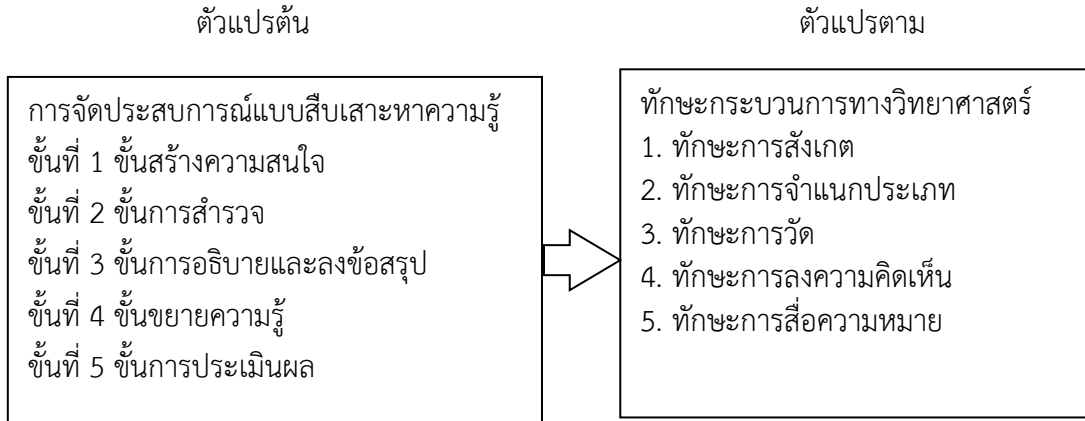 ตัวแปรต้น
ตัวแปรตาม
การจัดประสบการณ์แบบสืบเสาะหาความรู้
ขั้นที่ 1 ขั้นสร้างความสนใจ
ขั้นที่ 2 ขั้นการสำรวจ
ขั้นที่ 3 ขั้นการอธิบายและลงข้อสรุป
ขั้นที่ 4 ขั้นขยายความรู้
ขั้นที่ 5 ขั้นการประเมินผล
ทักษะกระบวนการทางวิทยาศาสตร์
1. ทักษะการสังเกต
2. ทักษะการจำแนกประเภท
3. ทักษะการวัด
4. ทักษะการลงความคิดเห็น
5. ทักษะการสื่อความหมาย